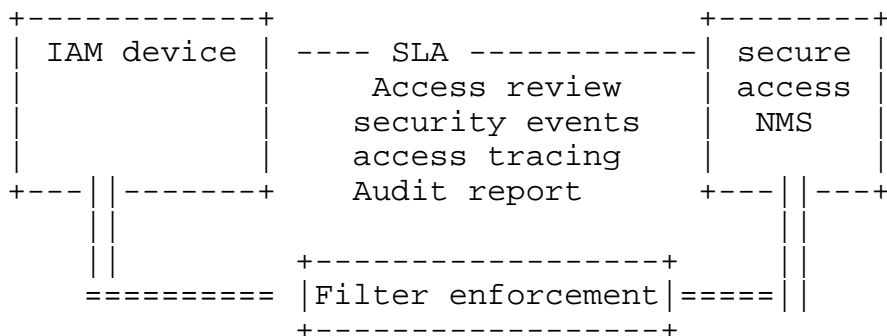 IAM device ---- SLA ------------ secure
Access review access
security events NMS
access tracing
Audit report
Filter enforcement